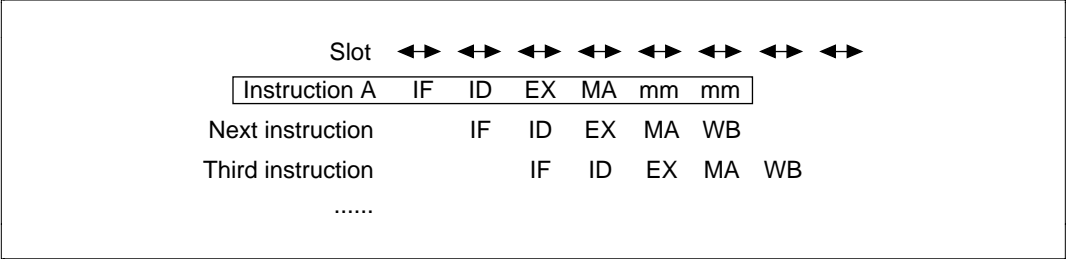 Slot
Instruction A IF ID EX MA mm mm
Next instruction IF ID EX MA WB
Third instruction IF ID EX MA WB
......